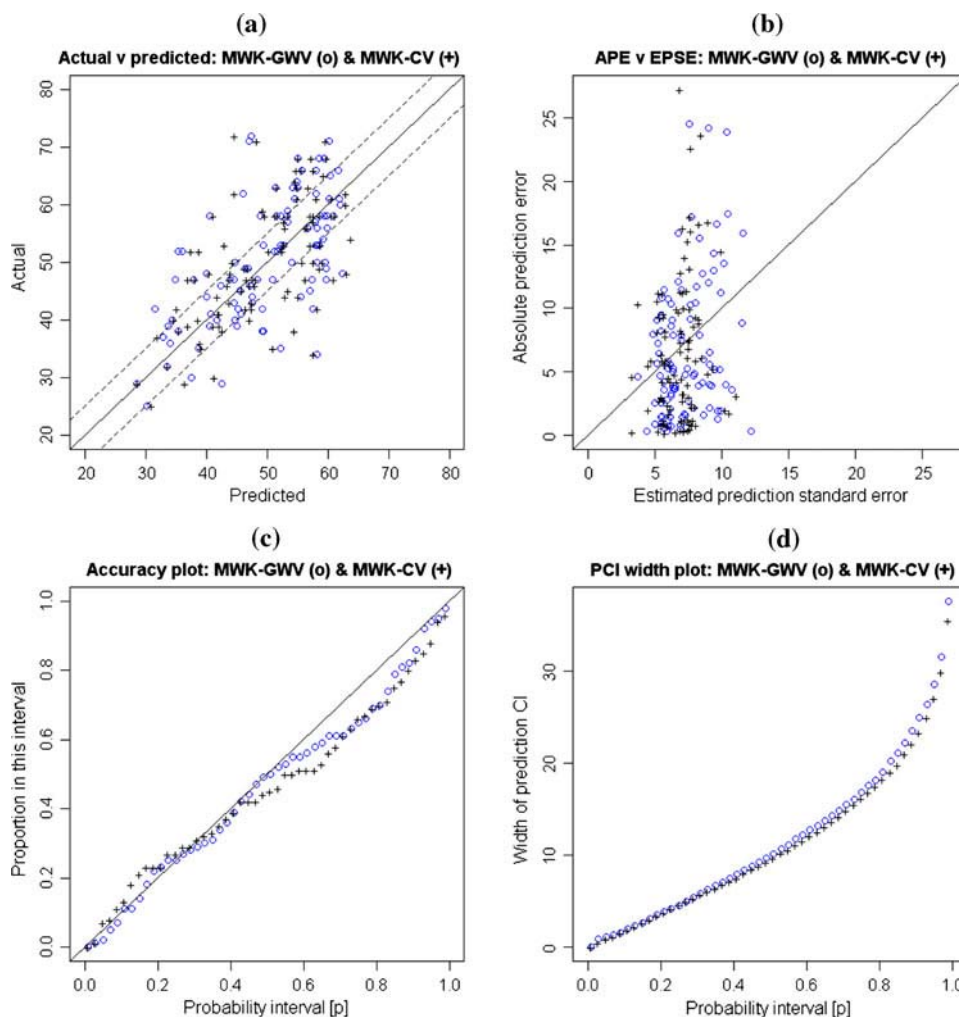 (a)
Actual v predicted: MWK-GWV (o) & MWK-CV (+)
80
70
60
50
40
30
20
Actual
20 30 40 50 60 70 80
Predicted
(b)
APE v EPSE: MWK-GWV (o) & MWK-CV (+)
25
20
15
10
5
0
Absolute prediction error
0 5 10 15 20 25
Estimated prediction standard error
(c)
Accuracy plot: MWK-GWV (o) & MWK-CV (+)
1.0
0.8
0.6
0.4
0.2
0.0
Proportion in this interval
0.0 0.2 0.4 0.6 0.8 1.0
Probability interval [p]
(d)
PCI width plot: MWK-GWV (o) & MWK-CV (+)
30
20
10
0
Width of prediction CI
0.0 0.2 0.4 0.6 0.8 1.0
Probability interval [p]